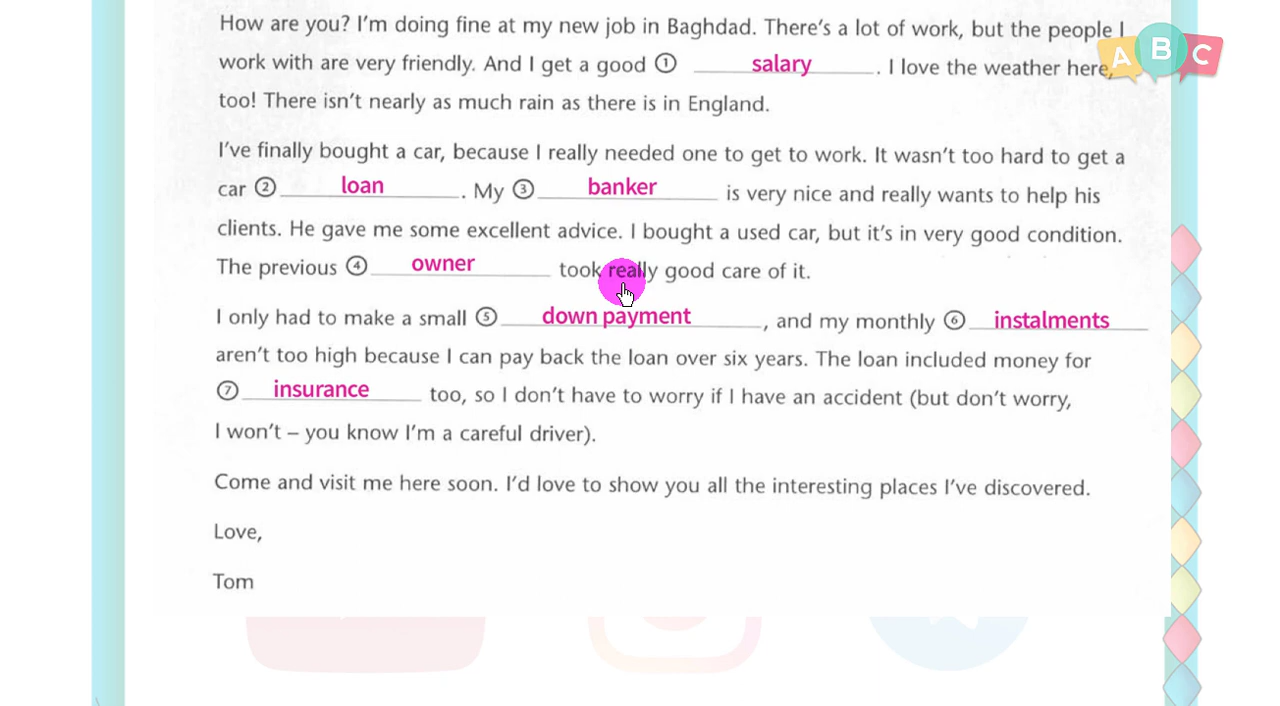 How are you? I'm doing fine at my new job in Baghdad. There's a lot of work, but the people I
work with are very friendly. And I get a good ① salary. I love the weather here,
too! There isn't nearly as much rain as there is in England.
I've finally bought a car, because I really needed one to get to work. It wasn't too hard to get a
car ② loan. My ③ banker is very nice and really wants to help his
clients. He gave me some excellent advice. I bought a used car, but it's in very good condition.
The previous ④ owner took really good care of it.
I only had to make a small ⑤ down payment, and my monthly ⑥ instalments
aren't too high because I can pay back the loan over six years. The loan included money for
⑦ insurance too, so I don't have to worry if I have an accident (but don't worry,
I won't – you know I'm a careful driver).
Come and visit me here soon. I'd love to show you all the interesting places I've discovered.
Love,
Tom
A B C